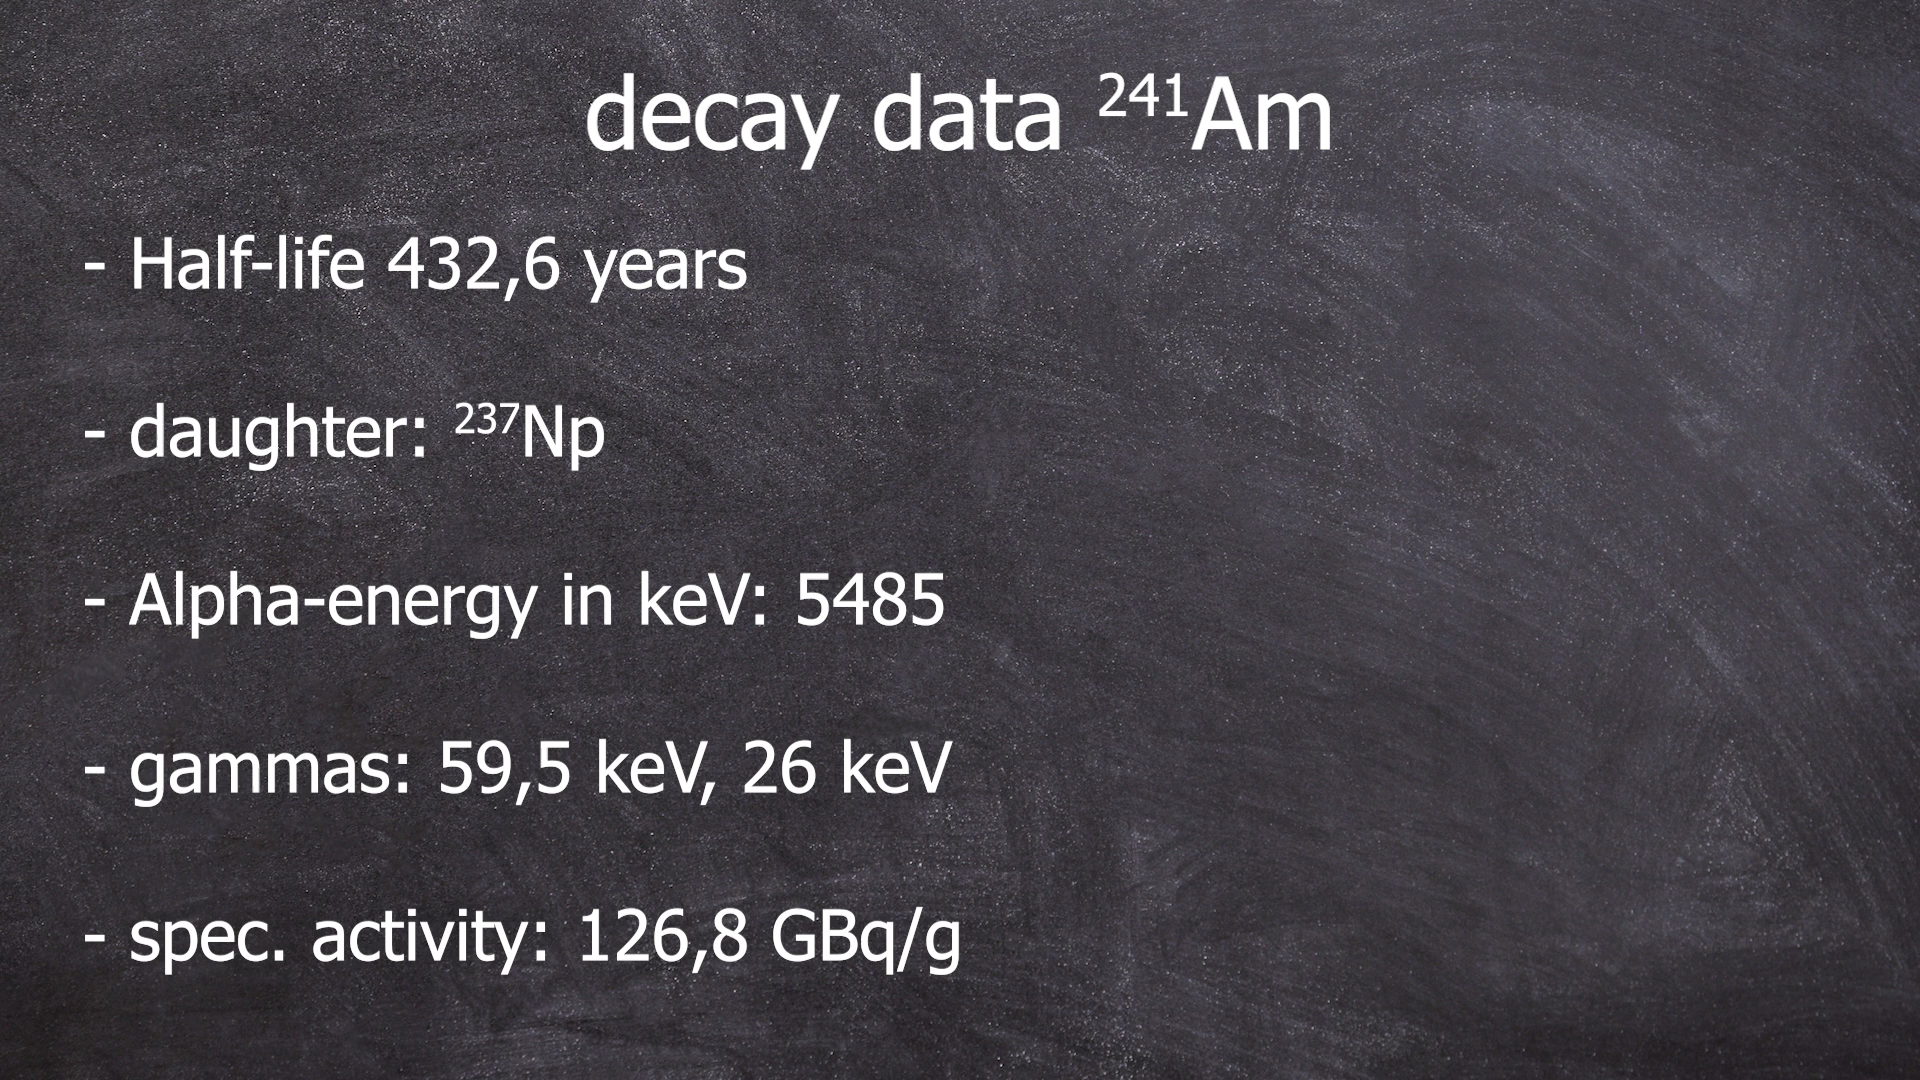 decay data ²⁴¹Am
- Half-life 432,6 years
- daughter: ²³⁷Np
- Alpha-energy in keV: 5485
- gammas: 59,5 keV, 26 keV
- spec. activity: 126,8 GBq/g